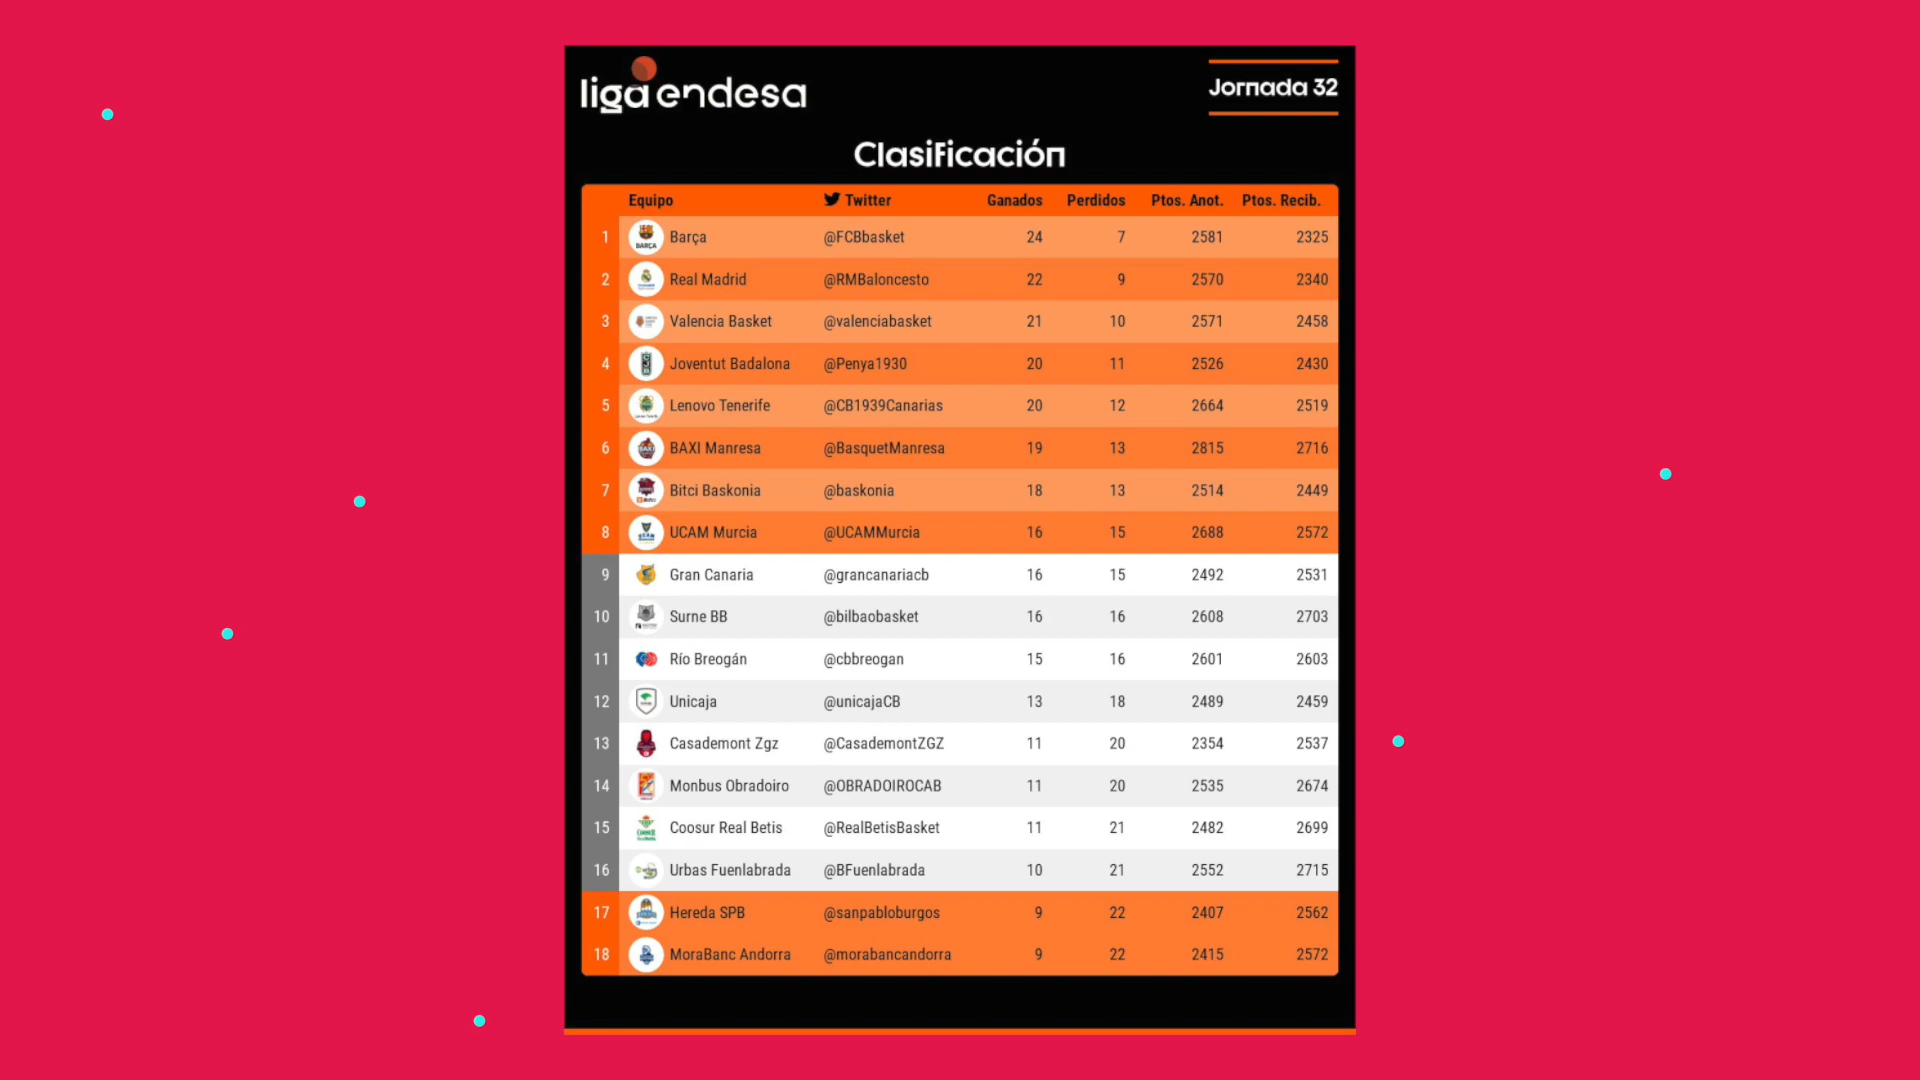 liga endesa
Jornada 32
Clasificación
Equipo Twitter Ganados Perdidos Ptos. Anot. Ptos. Recib.
1 Barça @FCBbasket 24 7 2581 2325
2 Real Madrid @RMBaloncesto 22 9 2570 2340
3 Valencia Basket @valenciabasket 21 10 2571 2458
4 Joventut Badalona @Penya1930 20 11 2526 2430
5 Lenovo Tenerife @CB1939Canarias 20 12 2664 2519
6 BAXI Manresa @BasquetManresa 19 13 2815 2716
7 Bitci Baskonia @baskonia 18 13 2514 2449
8 UCAM Murcia @UCAMMurcia 16 15 2688 2572
9 Gran Canaria @grancanariacb 16 15 2492 2531
10 Surne BB @bilbaobasket 16 16 2608 2703
11 Río Breogán @cbbreogan 15 16 2601 2603
12 Unicaja @unicajaCB 13 18 2489 2459
13 Casademont Zgz @CasademontZGZ 11 20 2354 2537
14 Monbus Obradoiro @OBRADOIROCAB 11 20 2535 2674
15 Coosur Real Betis @RealBetisBasket 11 21 2482 2699
16 Urbas Fuenlabrada @BFuenlabrada 10 21 2552 2715
17 Hereda SPB @sanpabloburgos 9 22 2407 2562
18 MoraBanc Andorra @morabancandorra 9 22 2415 2572